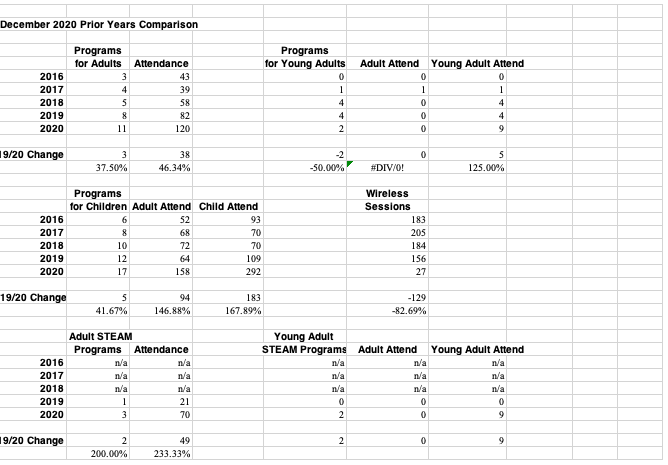 December 2020 Prior Years Comparison
Programs Programs
for Adults Attendance for Young Adults Adult Attend Young Adult Attend
2016 3 43 0 0 0
2017 4 39 1 1 1
2018 5 58 4 0 4
2019 8 82 4 0 4
2020 11 120 2 0 9
19/20 Change 3 38 -2 0 5
37.50% 46.34% -50.00% #DIV/0! 125.00%
Programs Wireless
for Children Adult Attend Child Attend Sessions
2016 6 52 93 183
2017 8 68 70 205
2018 10 72 70 184
2019 12 64 109 156
2020 17 158 292 27
19/20 Change 5 94 183 -129
41.67% 146.88% 167.89% -82.69%
Adult STEAM Young Adult
Programs Attendance STEAM Programs Adult Attend Young Adult Attend
2016 n/a n/a n/a n/a n/a
2017 n/a n/a n/a n/a n/a
2018 n/a n/a n/a n/a n/a
2019 1 21 0 0 0
2020 3 70 2 0 9
19/20 Change 2 49 2 0 9
200.00% 233.33%